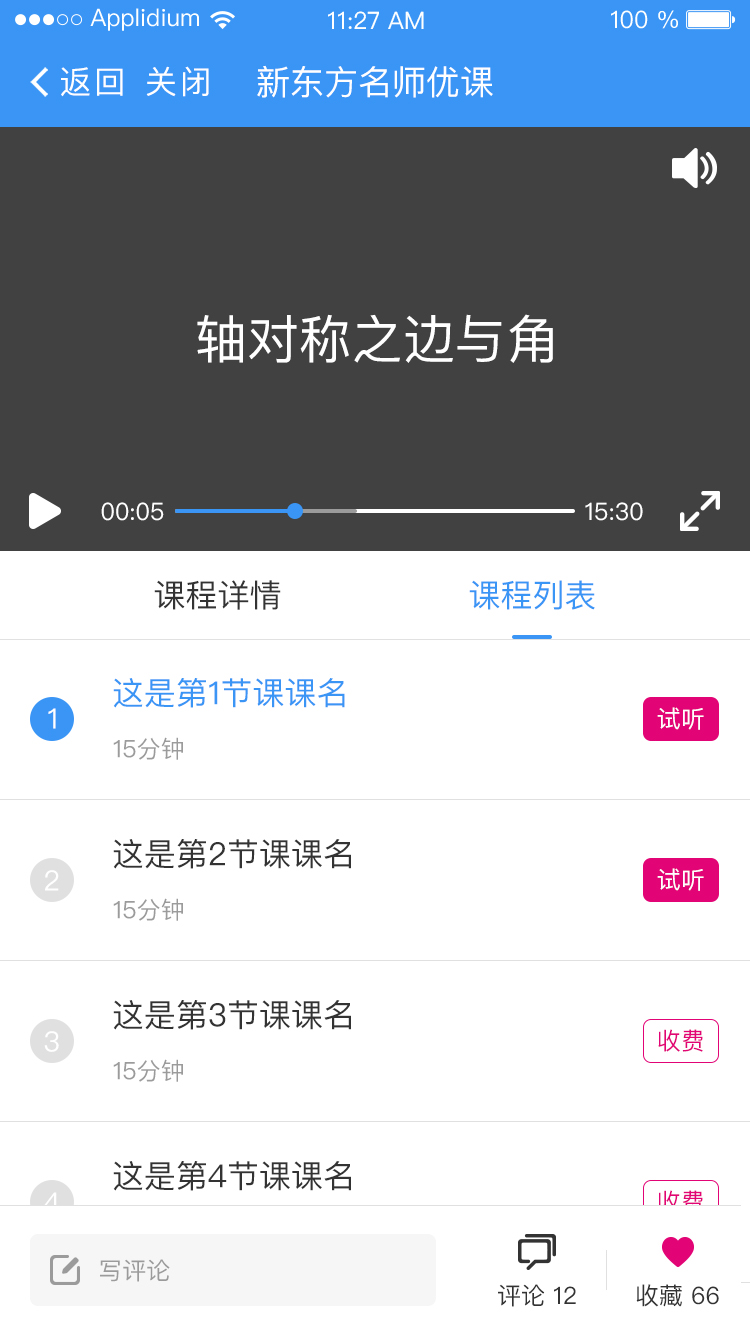 Applidium 11:27 AM 100 %
返回 关闭 新东方名师优课
轴对称之边与角
00:05 15:30
课程详情 课程列表
这是第1节课课名
1 试听
15分钟
这是第2节课课名
2 试听
15分钟
这是第3节课课名
3 收费
15分钟
这是第4节课课名
4 收费
写评论
评论 12 收藏 66